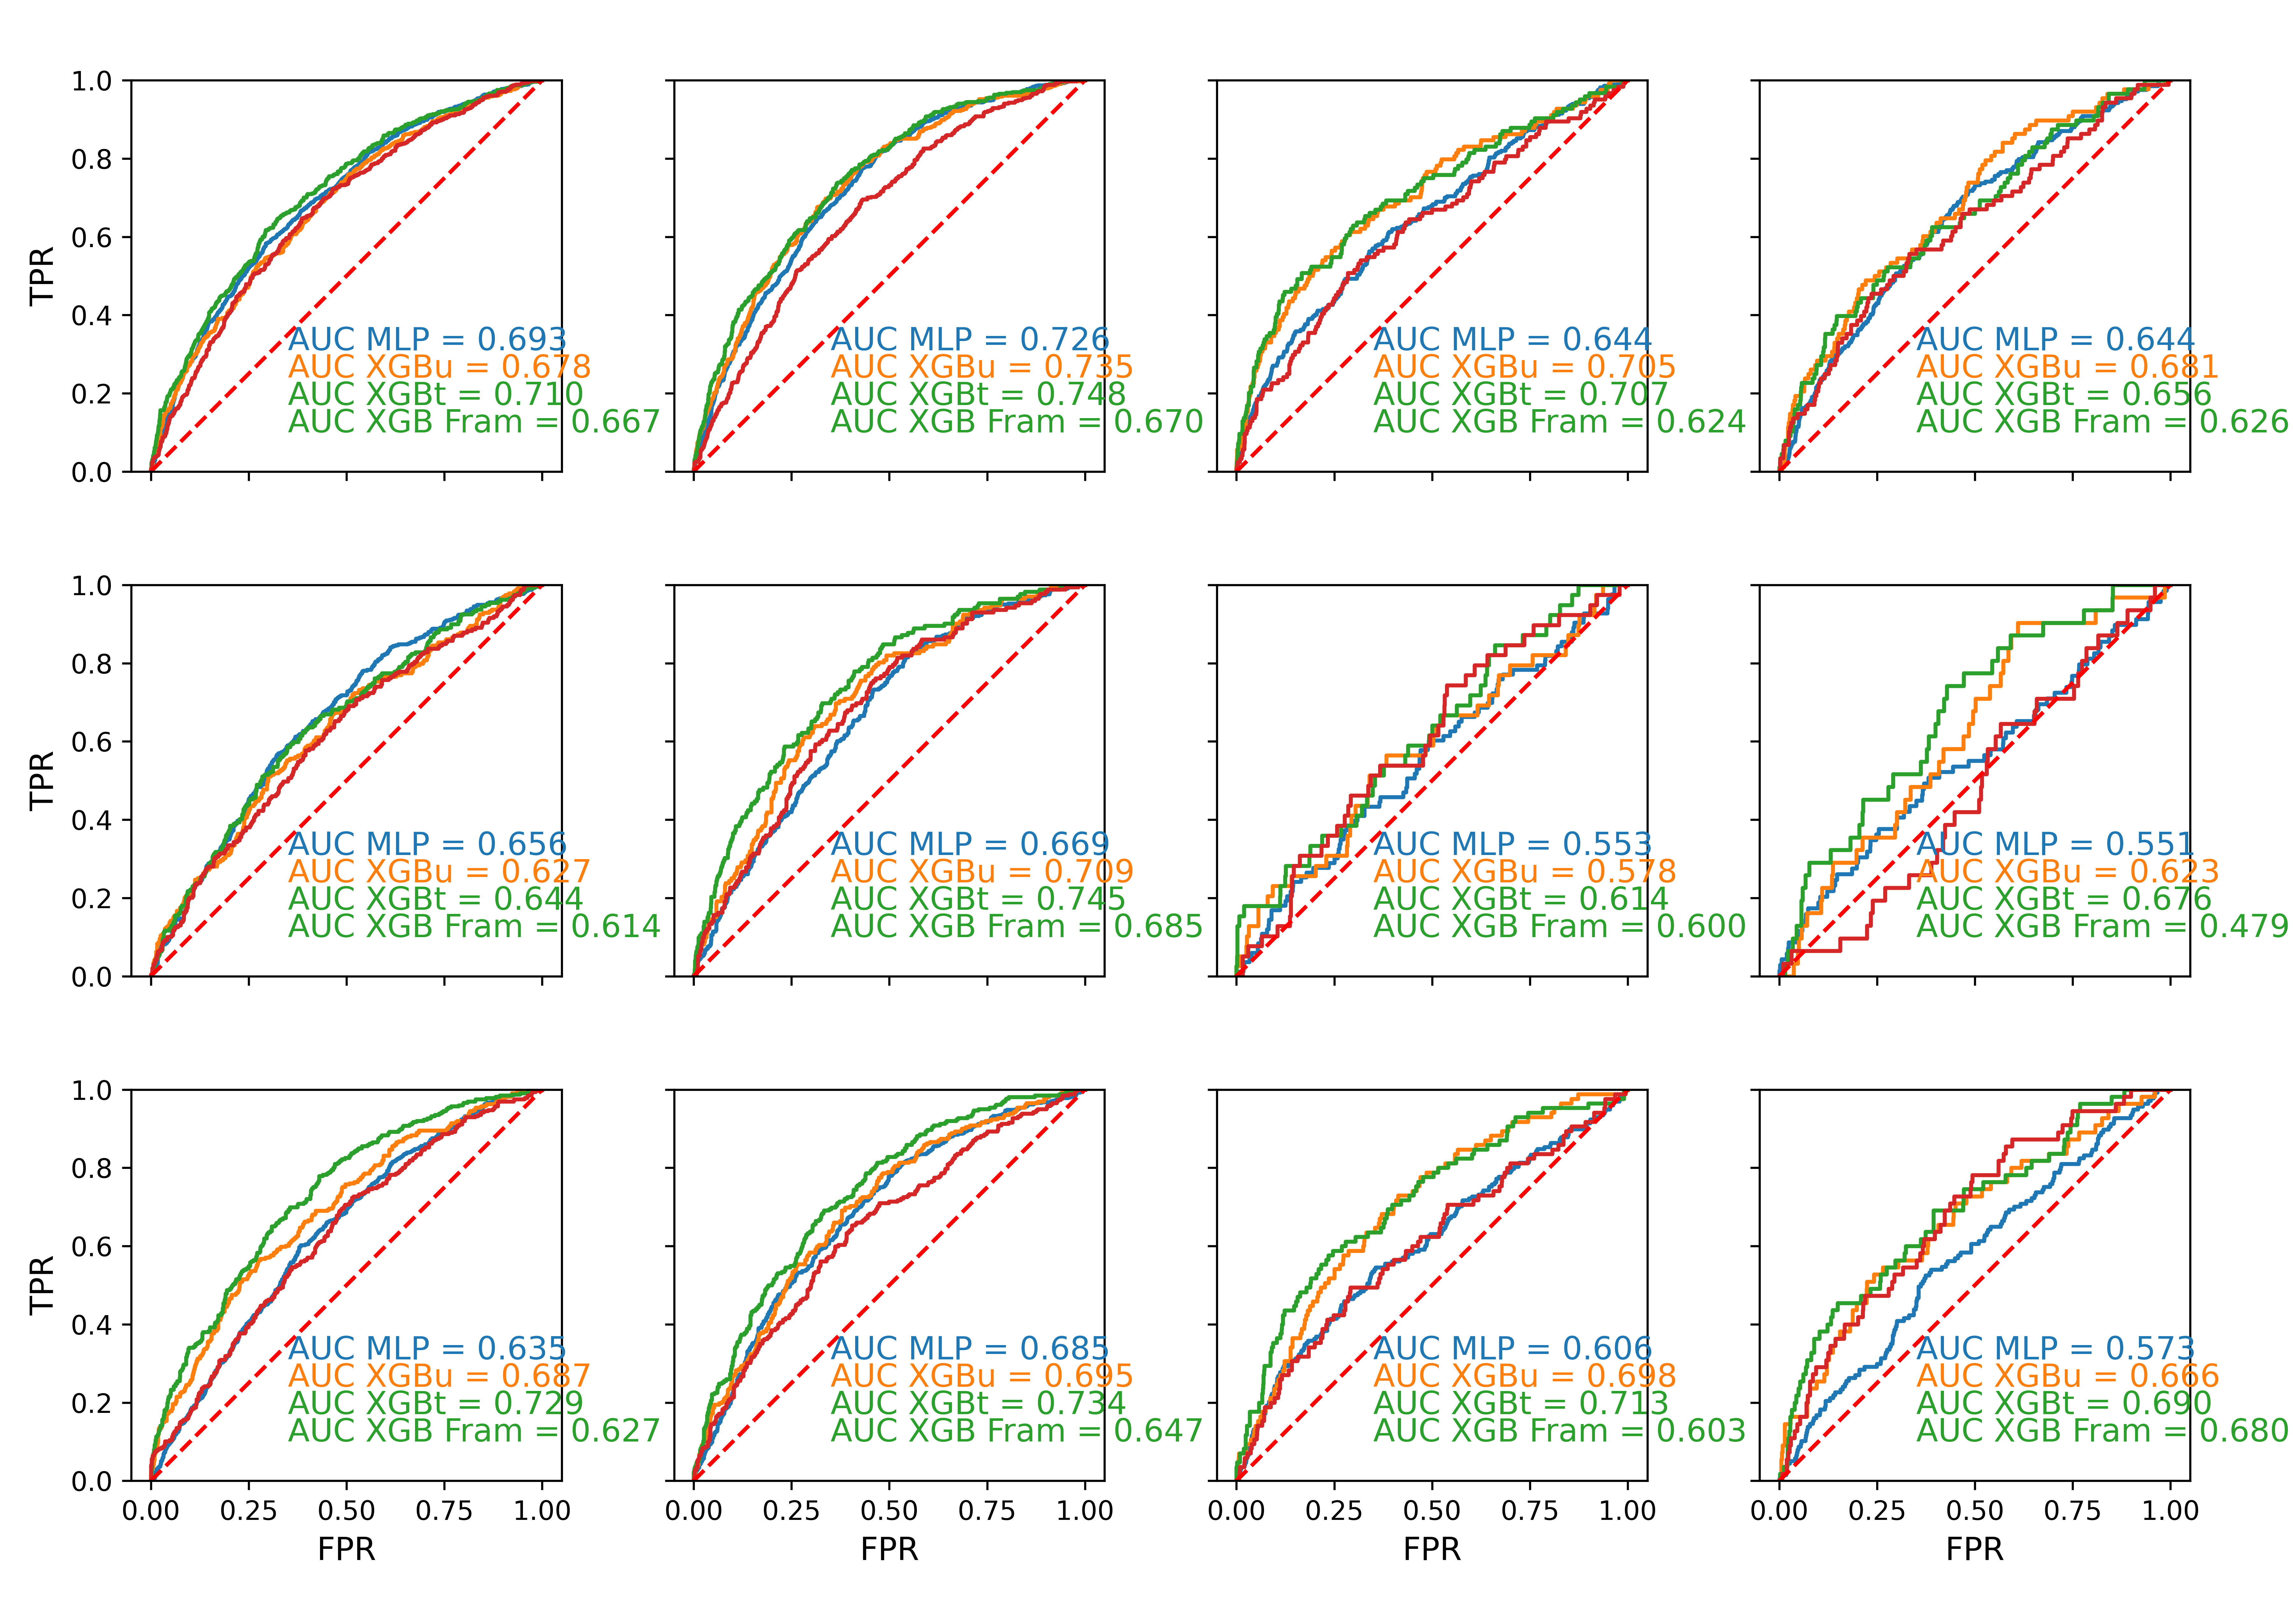 1.0
0.8
0.6
0.4
0.2
0.0
TPR
AUC MLP = 0.693
AUC XGBu = 0.678
AUC XGBt = 0.710
AUC XGB Fram = 0.667
AUC MLP = 0.726
AUC XGBu = 0.735
AUC XGBt = 0.748
AUC XGB Fram = 0.670
AUC MLP = 0.644
AUC XGBu = 0.705
AUC XGBt = 0.707
AUC XGB Fram = 0.624
AUC MLP = 0.644
AUC XGBu = 0.681
AUC XGBt = 0.656
AUC XGB Fram = 0.626
1.0
0.8
0.6
0.4
0.2
0.0
TPR
AUC MLP = 0.656
AUC XGBu = 0.627
AUC XGBt = 0.644
AUC XGB Fram = 0.614
AUC MLP = 0.669
AUC XGBu = 0.709
AUC XGBt = 0.745
AUC XGB Fram = 0.685
AUC MLP = 0.553
AUC XGBu = 0.578
AUC XGBt = 0.614
AUC XGB Fram = 0.600
AUC MLP = 0.551
AUC XGBu = 0.623
AUC XGBt = 0.676
AUC XGB Fram = 0.479
1.0
0.8
0.6
0.4
0.2
0.0
TPR
AUC MLP = 0.635
AUC XGBu = 0.687
AUC XGBt = 0.729
AUC XGB Fram = 0.627
0.00 0.25 0.50 0.75 1.00
FPR
AUC MLP = 0.685
AUC XGBu = 0.695
AUC XGBt = 0.734
AUC XGB Fram = 0.647
0.00 0.25 0.50 0.75 1.00
FPR
AUC MLP = 0.606
AUC XGBu = 0.698
AUC XGBt = 0.713
AUC XGB Fram = 0.603
0.00 0.25 0.50 0.75 1.00
FPR
AUC MLP = 0.573
AUC XGBu = 0.666
AUC XGBt = 0.690
AUC XGB Fram = 0.680
0.00 0.25 0.50 0.75 1.00
FPR